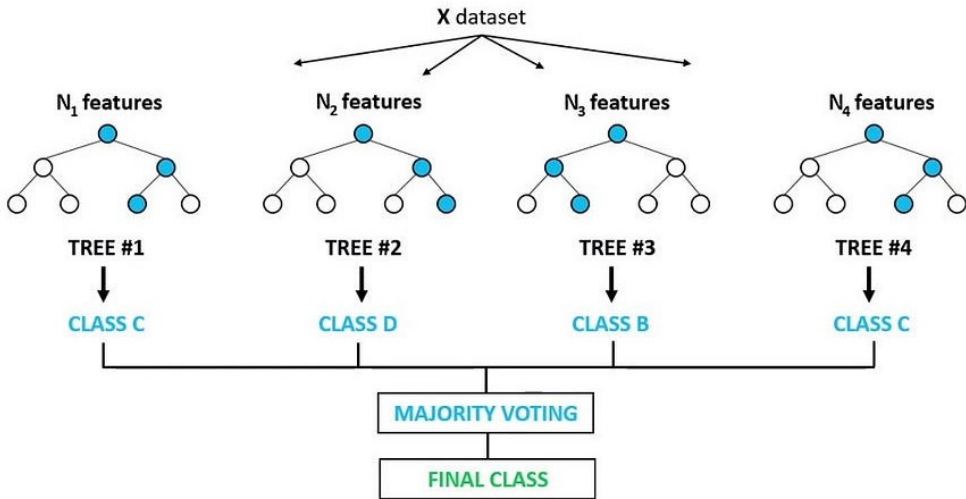 X dataset
N₁ features N₂ features N₃ features N₄ features
TREE #1 TREE #2 TREE #3 TREE #4
CLASS C CLASS D CLASS B CLASS C
MAJORITY VOTING
FINAL CLASS